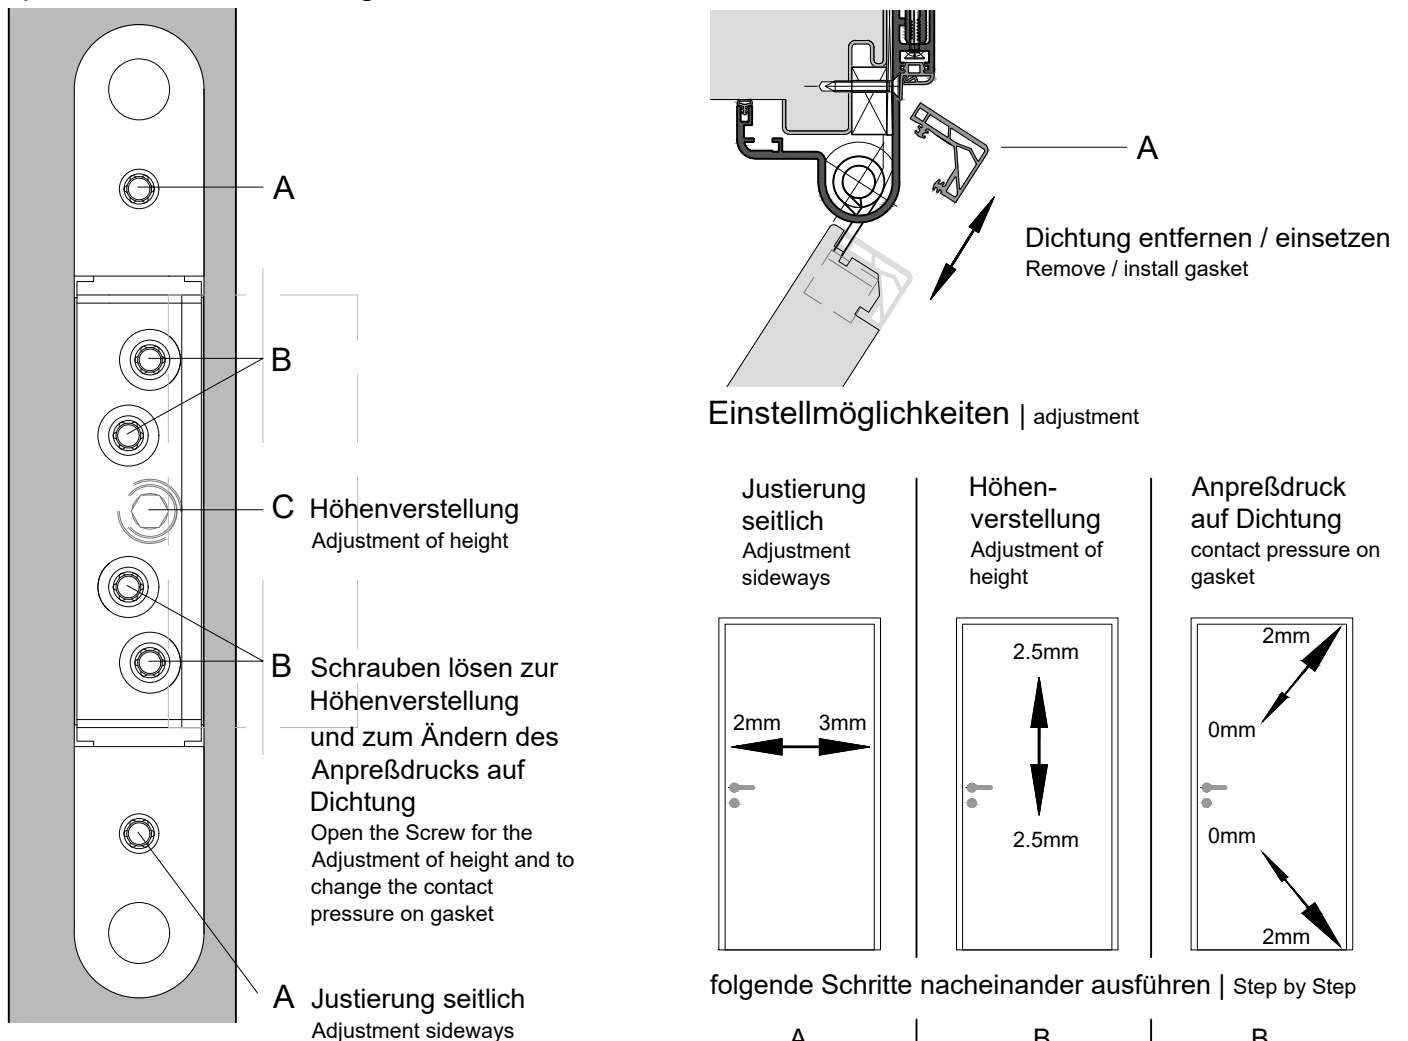 A
B
C Höhenverstellung
Adjustment of height
B Schrauben lösen zur
Höhenverstellung
und zum Ändern des
Anpreßdrucks auf
Dichtung
Open the Screw for the
Adjustment of height and to
change the contact
pressure on gasket
A Justierung seitlich
Adjustment sideways
A
Dichtung entfernen / einsetzen
Remove / install gasket
Einstellmöglichkeiten | adjustment
Justierung
seitlich
Adjustment
sideways
2mm 3mm
Höhen-
verstellung
Adjustment of
height
2.5mm
2.5mm
Anpreßdruck
auf Dichtung
contact pressure on
gasket
2mm
0mm
0mm
2mm
folgende Schritte nacheinander ausführen | Step by Step
A B B